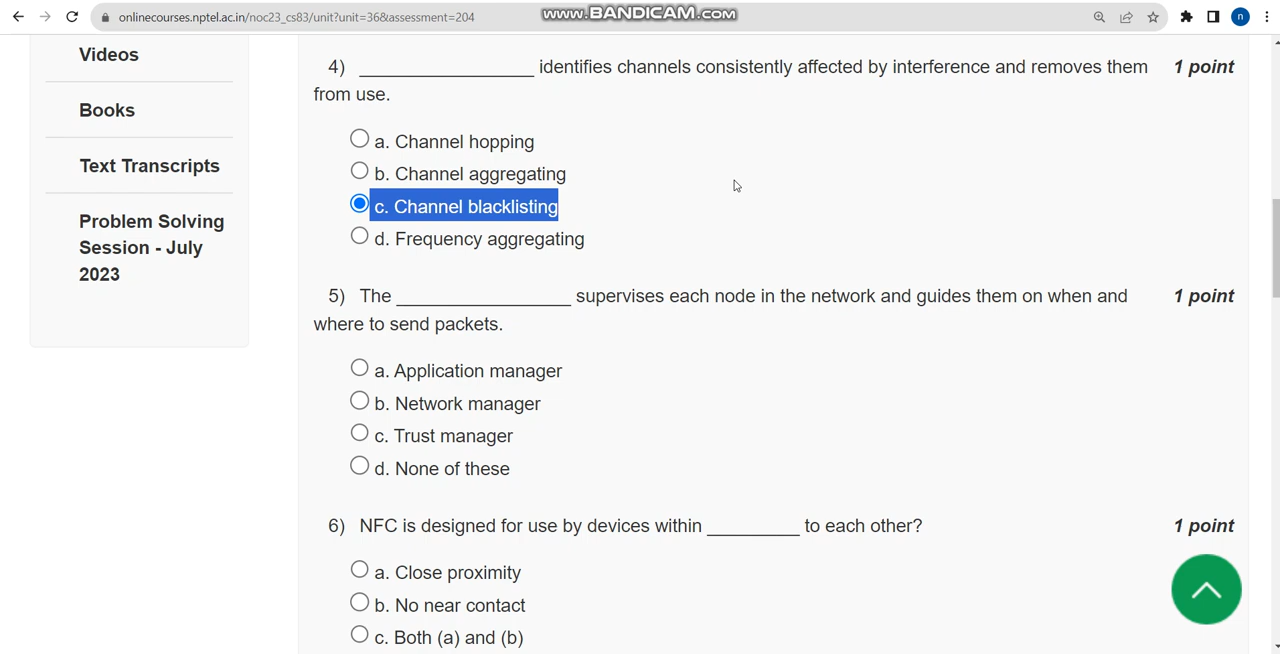 onlinecourses.nptel.ac.in/noc23_cs83/unit?unit=36&assessment=204
www.BANDICAM.com
n
Videos
Books
Text Transcripts
Problem Solving
Session - July
2023
4) ____________________ identifies channels consistently affected by interference and removes them 1 point
from use.
a. Channel hopping
b. Channel aggregating
c. Channel blacklisting
d. Frequency aggregating
5) The ____________________ supervises each node in the network and guides them on when and 1 point
where to send packets.
a. Application manager
b. Network manager
c. Trust manager
d. None of these
6) NFC is designed for use by devices within __________ to each other? 1 point
a. Close proximity
b. No near contact
c. Both (a) and (b)